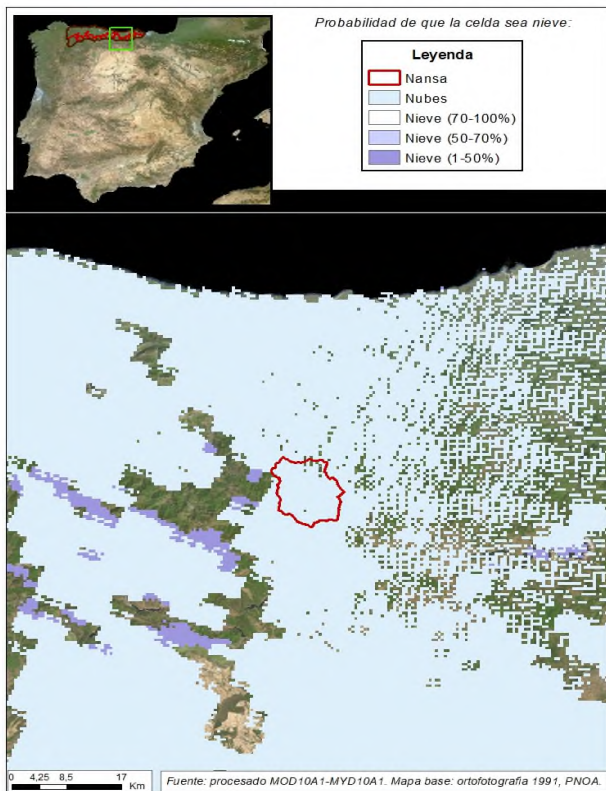 Probabilidad de que la celda sea nieve:
Leyenda
Nansa
Nubes
Nieve (70-100%)
Nieve (50-70%)
Nieve (1-50%)
0 4,25 8,5 17
Km
Fuente: procesado MOD10A1-MYD10A1. Mapa base: ortofotografia 1991, PNOA.